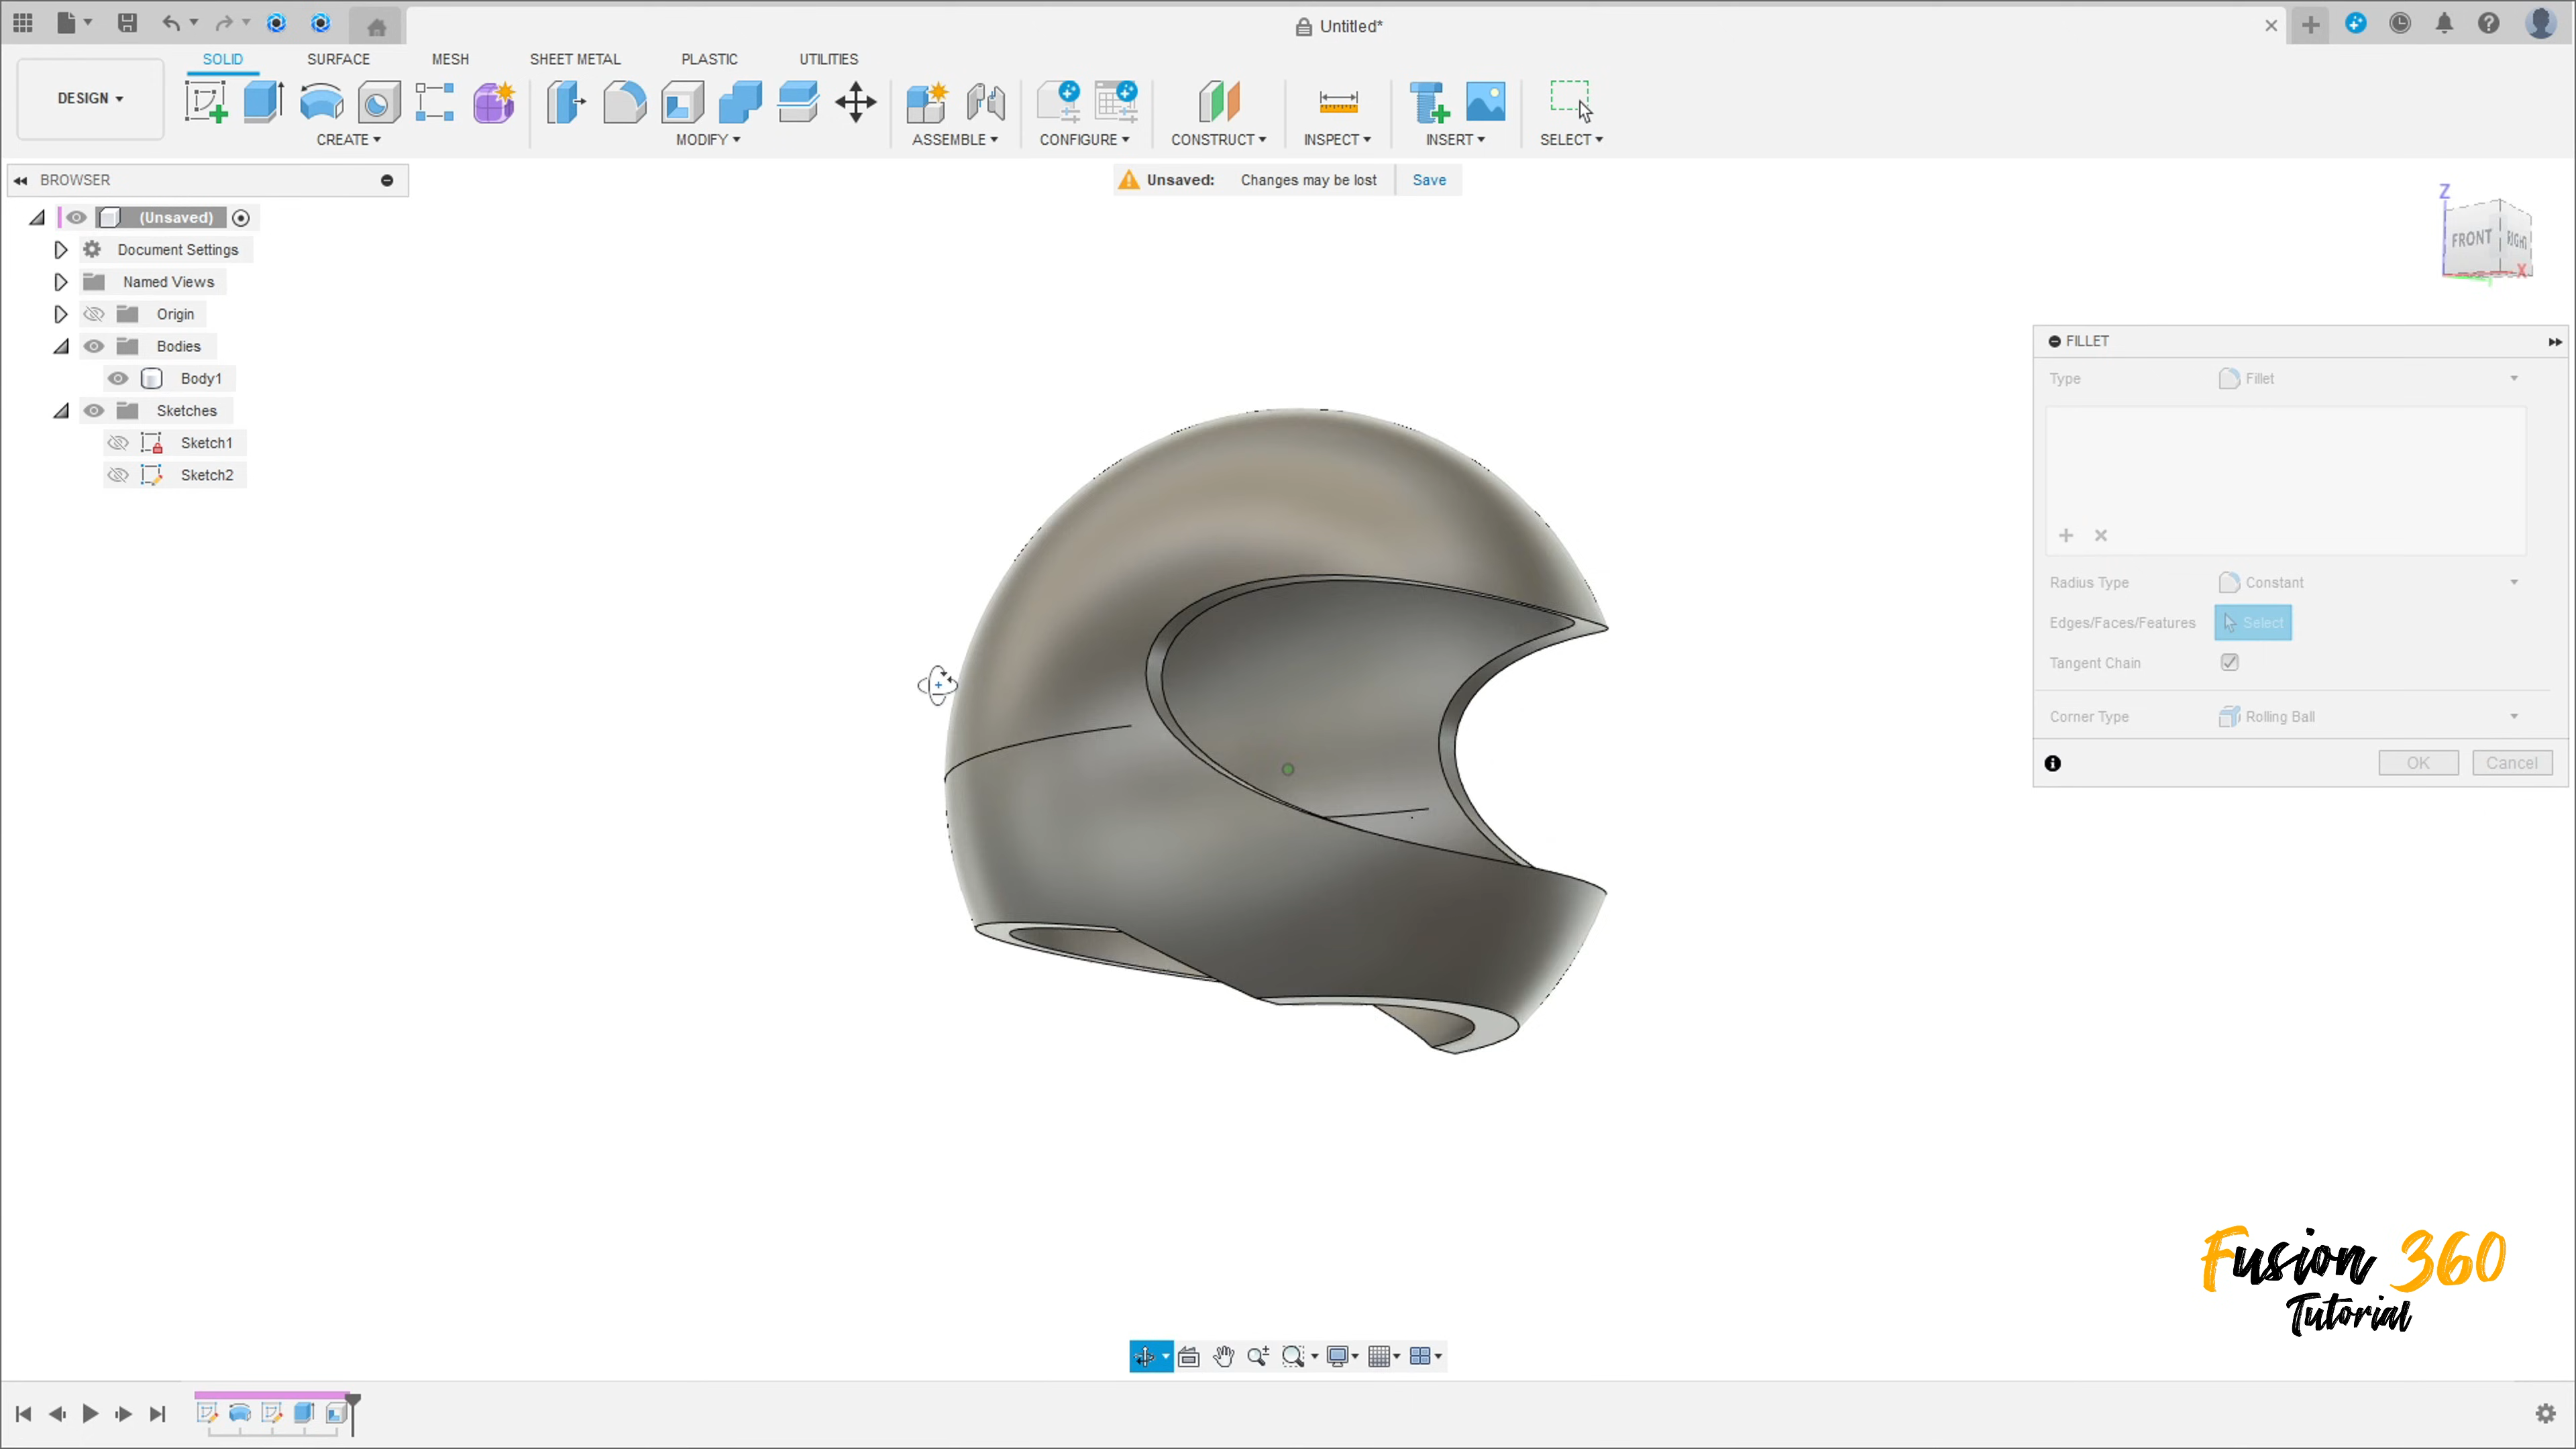 Untitled*
DESIGN
SOLID
SURFACE
MESH
SHEET METAL
PLASTIC
UTILITIES
CREATE
MODIFY
ASSEMBLE
CONFIGURE
CONSTRUCT
INSPECT
INSERT
SELECT
BROWSER
Unsaved: Changes may be lost Save
(Unsaved)
Document Settings
Named Views
Origin
Bodies
Body1
Sketches
Sketch1
Sketch2
Z
FRONT RIGHT
X
FILLET
Type Fillet
Radius Type Constant
Edges/Faces/Features Select
Tangent Chain
Corner Type Rolling Ball
OK Cancel
Fusion 360
Tutorial